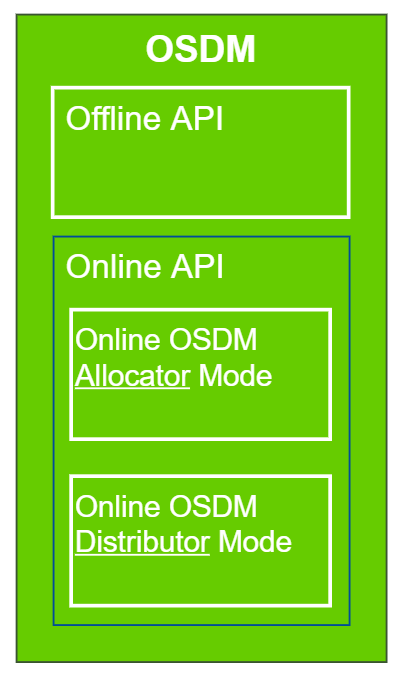 OSDM
Offline API
Online API
Online OSDM
Allocator Mode
Online OSDM
Distributor Mode